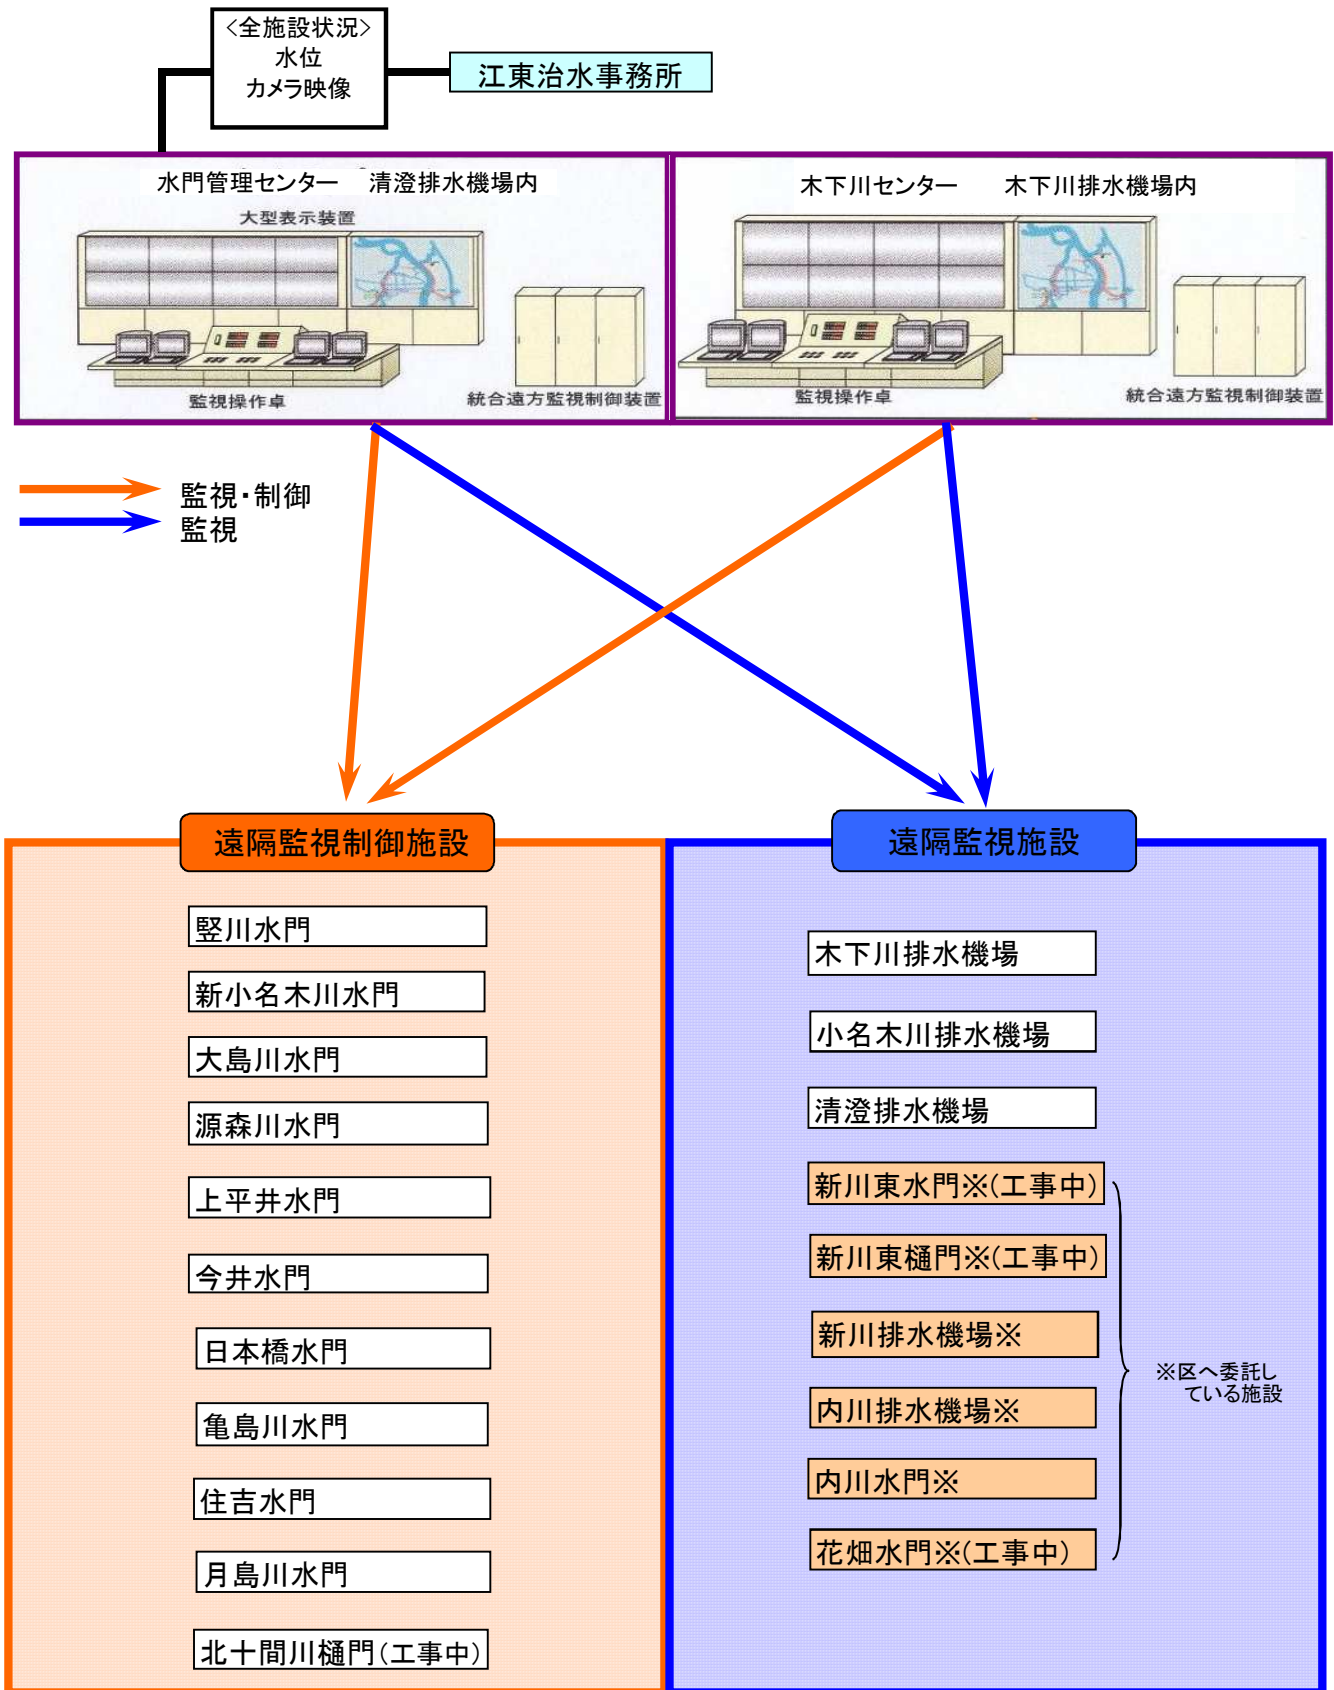 <全施設状況>
水位
カメラ映像
江東治水事務所
水門管理センター 清澄排水機場内
大型表示装置
監視操作卓
統合遠方監視制御装置
木下川センター 木下川排水機場内
監視操作卓
統合遠方監視制御装置
監視・制御
監視
遠隔監視制御施設
竪川水門
新小名木川水門
大島川水門
源森川水門
上平井水門
今井水門
日本橋水門
亀島川水門
住吉水門
月島川水門
北十間川樋門(工事中)
遠隔監視施設
木下川排水機場
小名木川排水機場
清澄排水機場
新川東水門※(工事中)
新川東樋門※(工事中)
新川排水機場※
内川排水機場※
内川水門※
花畑水門※(工事中)
※区へ委託し
ている施設